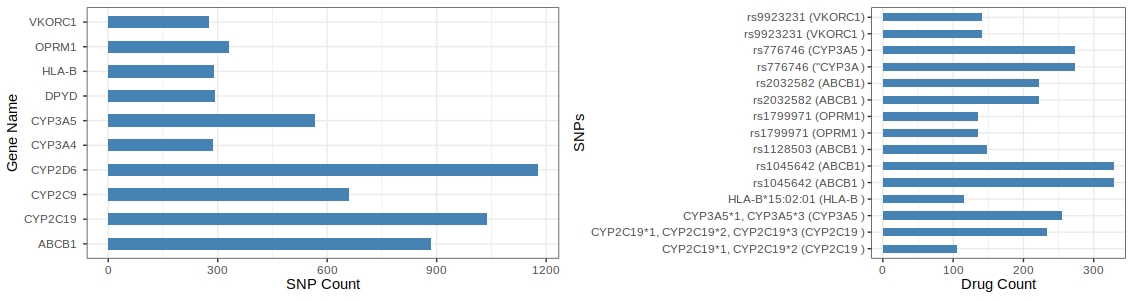 VKORC1
OPRM1
HLA-B
DPYD
CYP3A5
CYP3A4
CYP2D6
CYP2C9
CYP2C19
ABCB1
Gene Name
0 300 600 900 1200
SNP Count
rs9923231 (VKORC1)
rs9923231 (VKORC1 )
rs776746 (CYP3A5 )
rs776746 ("CYP3A )
rs2032582 (ABCB1)
rs2032582 (ABCB1 )
rs1799971 (OPRM1)
rs1799971 (OPRM1 )
rs1128503 (ABCB1 )
rs1045642 (ABCB1)
rs1045642 (ABCB1 )
HLA-B*15:02:01 (HLA-B )
CYP3A5*1, CYP3A5*3 (CYP3A5 )
CYP2C19*1, CYP2C19*2, CYP2C19*3 (CYP2C19 )
CYP2C19*1, CYP2C19*2 (CYP2C19 )
SNPs
0 100 200 300
Drug Count